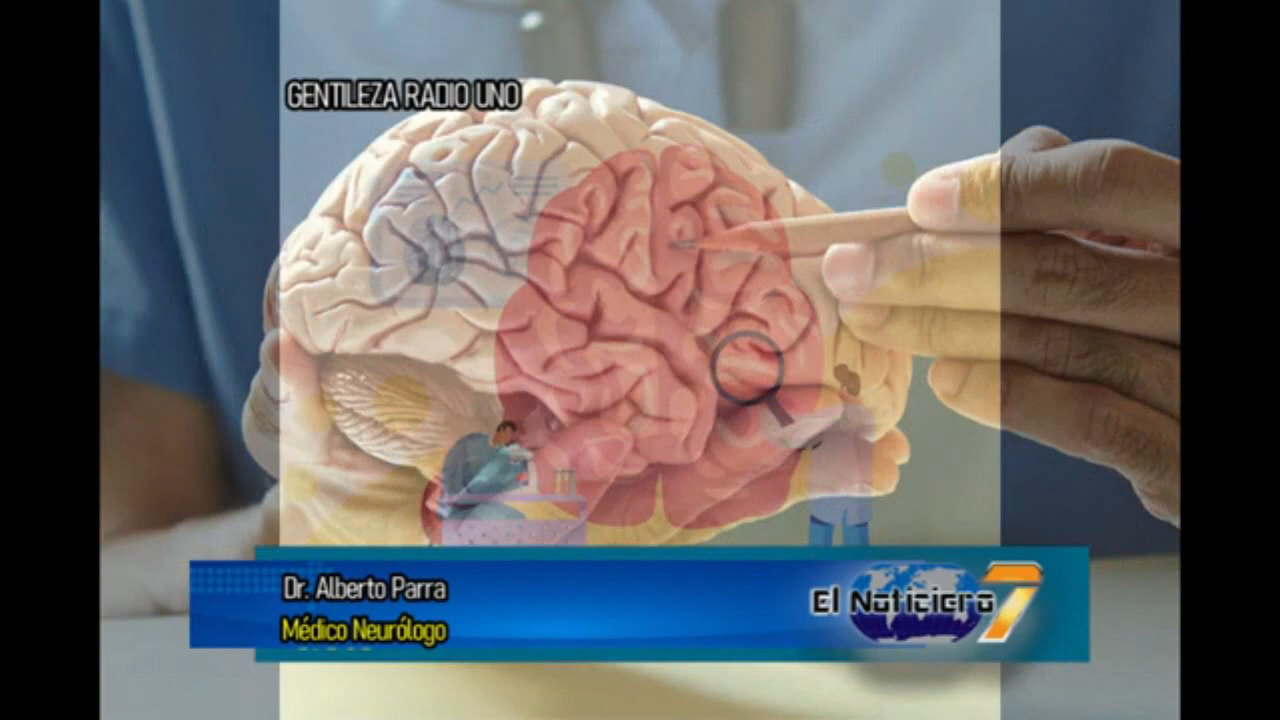 GENTILEZA RADIO UNO
Dr. Alberto Parra
Médico Neurólogo
El Noticiero 7